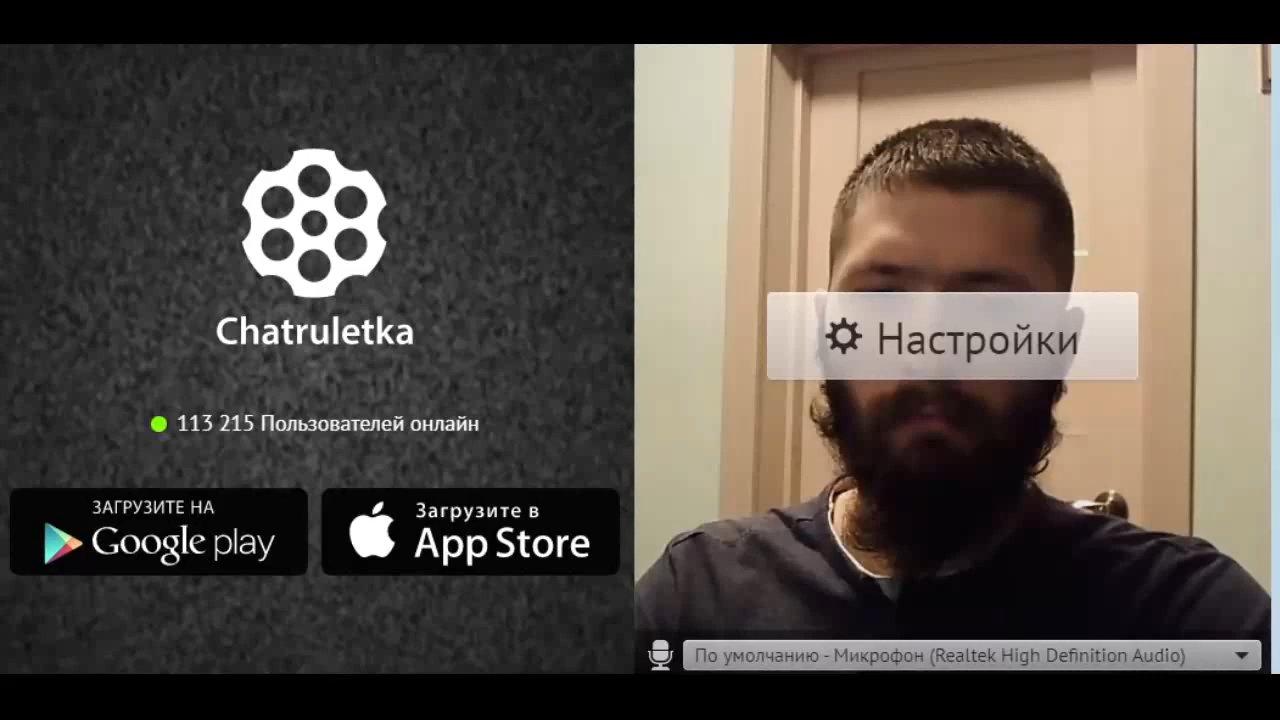 Chatruletka
113 215 Пользователей онлайн
ЗАГРУЗИТЕ НА
Google play
Загрузите в
App Store
Настройки
По умолчанию - Микрофон (Realtek High Definition Audio)